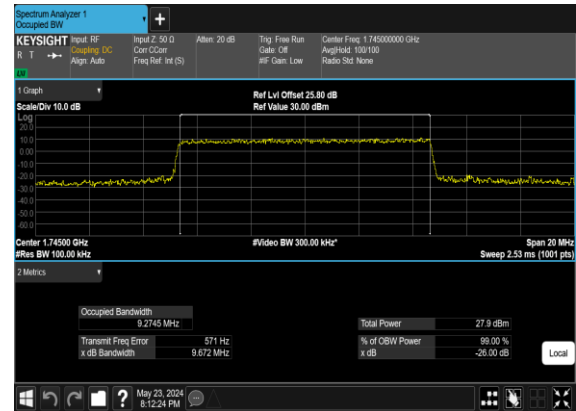 Spectrum Analyzer 1
Occupied BW
+
KEYSIGHT
R T
LXI
Input: RF
Coupling: DC
Align: Auto
Input Z: 50 Ω
Corr CCorr
Freq Ref: Int (S)
Atten: 20 dB
Trig: Free Run
Gate: Off
#IF Gain: Low
Center Freq: 1.745000000 GHz
Avg|Hold: 100/100
Radio Std: None
1 Graph
Scale/Div 10.0 dB
Ref Lvl Offset 25.80 dB
Ref Value 30.00 dBm
Log
20.0
10.0
0.00
-10.0
-20.0
-30.0
-40.0
-50.0
-60.0
Center 1.74500 GHz
#Res BW 100.00 kHz
#Video BW 300.00 kHz*
Span 20 MHz
Sweep 2.53 ms (1001 pts)
2 Metrics
Occupied Bandwidth
9.2745 MHz
Transmit Freq Error 571 Hz
x dB Bandwidth 9.672 MHz
Total Power 27.9 dBm
% of OBW Power 99.00 %
x dB -26.00 dB
Local
?
May 23, 2024
8:12:24 PM